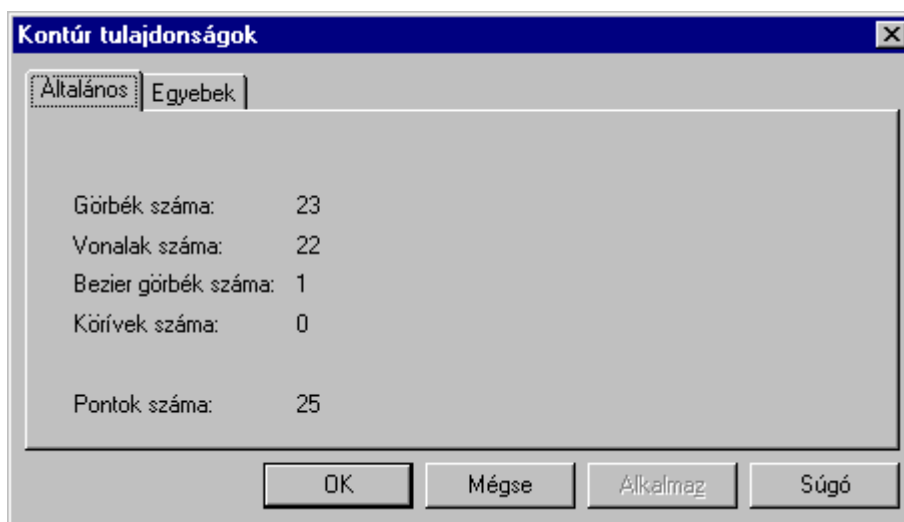 Kontúr tulajdonságok
Általános Egyebek
Görbék száma: 23
Vonalak száma: 22
Bezier görbék száma: 1
Körívek száma: 0
Pontok száma: 25
OK Mégse Alkalmaz Súgó